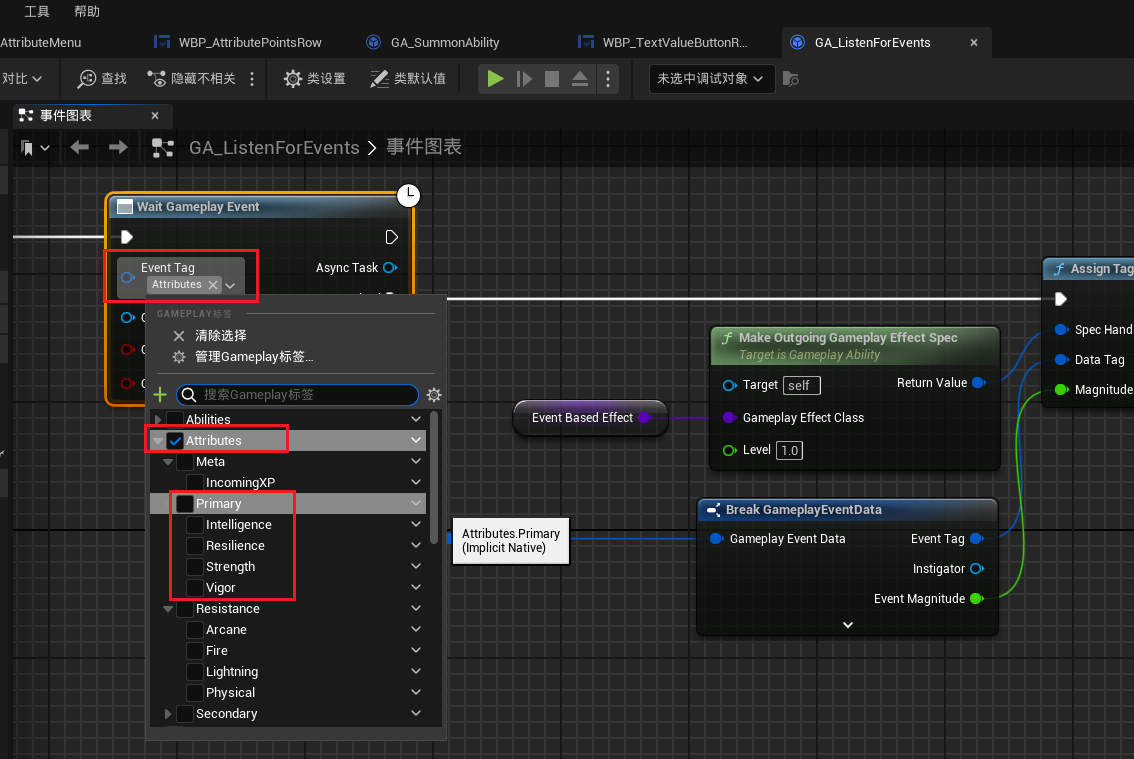 工具 帮助
AttributeMenu WBP_AttributePointsRow GA_SummonAbility WBP_TextValueButtonR... GA_ListenForEvents
对比 查找 隐藏不相关 类设置 类默认值 未选中调试对象
事件图表
GA_ListenForEvents > 事件图表
Wait Gameplay Event
Event Tag
Attributes
Async Task
GAMEPLAY标签
清除选择
管理Gameplay标签...
搜索Gameplay标签
Abilities
Attributes
Meta
IncomingXP
Primary
Intelligence
Resilience
Strength
Vigor
Resistance
Arcane
Fire
Lightning
Physical
Secondary
Attributes.Primary
(Implicit Native)
Event Based Effect
Make Outgoing Gameplay Effect Spec
Target is Gameplay Ability
Target self
Return Value
Gameplay Effect Class
Level 1.0
Break GameplayEventData
Gameplay Event Data
Event Tag
Instigator
Event Magnitude
Assign Tag
Spec Hand
Data Tag
Magnitude